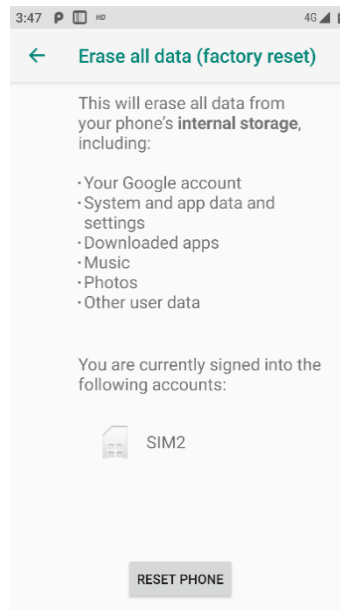 3:47 P HD 4G
Erase all data (factory reset)
This will erase all data from
your phone's internal storage,
including:
·Your Google account
·System and app data and
settings
·Downloaded apps
·Music
·Photos
·Other user data
You are currently signed into the
following accounts:
SIM2
RESET PHONE